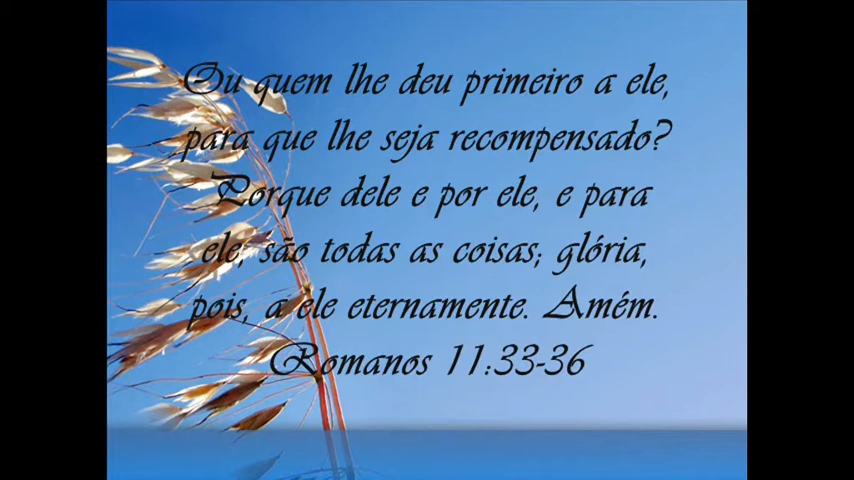 Ou quem lhe deu primeiro a ele,
para que lhe seja recompensado?
Porque dele e por ele, e para
ele, são todas as coisas; glória,
pois, a ele eternamente. Amém.
Romanos 11:33-36